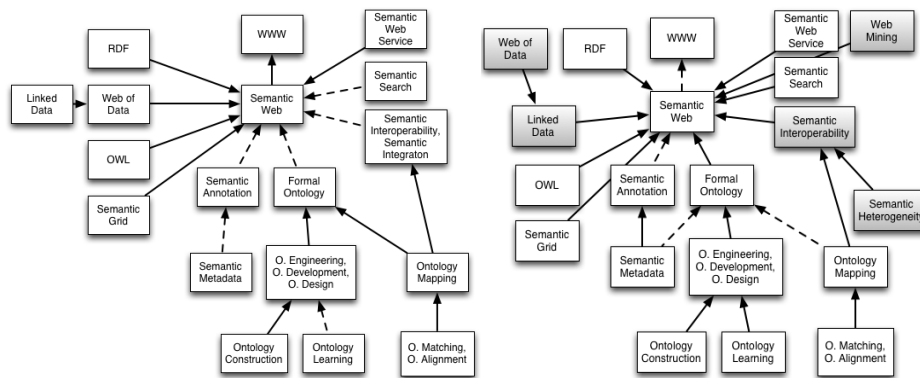 WWW
Semantic
Web
Service
RDF
Semantic
Search
Linked
Data
Web of
Data
Semantic
Web
Semantic
Interoperability,
Semantic
Integraton
OWL
Semantic
Annotation
Formal
Ontology
Semantic
Grid
Semantic
Metadata
O. Engineering,
O. Development,
O. Design
Ontology
Mapping
Ontology
Construction
Ontology
Learning
O. Matching,
O. Alignment
WWW
Semantic
Web
Service
Web
Mining
Web of
Data
RDF
Semantic
Search
Linked
Data
Semantic
Web
Semantic
Interoperability
OWL
Semantic
Annotation
Formal
Ontology
Semantic
Heterogeneity
Semantic
Grid
Semantic
Metadata
O. Engineering,
O. Development,
O. Design
Ontology
Mapping
Ontology
Construction
Ontology
Learning
O. Matching,
O. Alignment